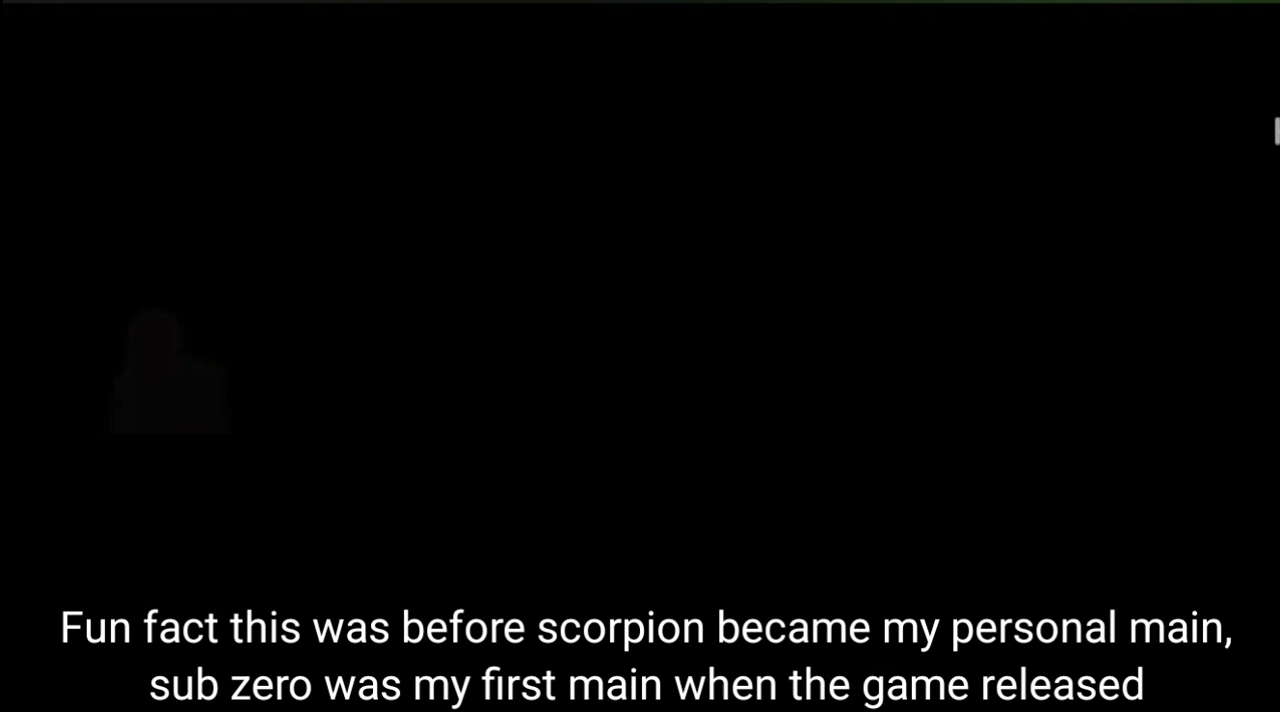 Fun fact this was before scorpion became my personal main,
sub zero was my first main when the game released